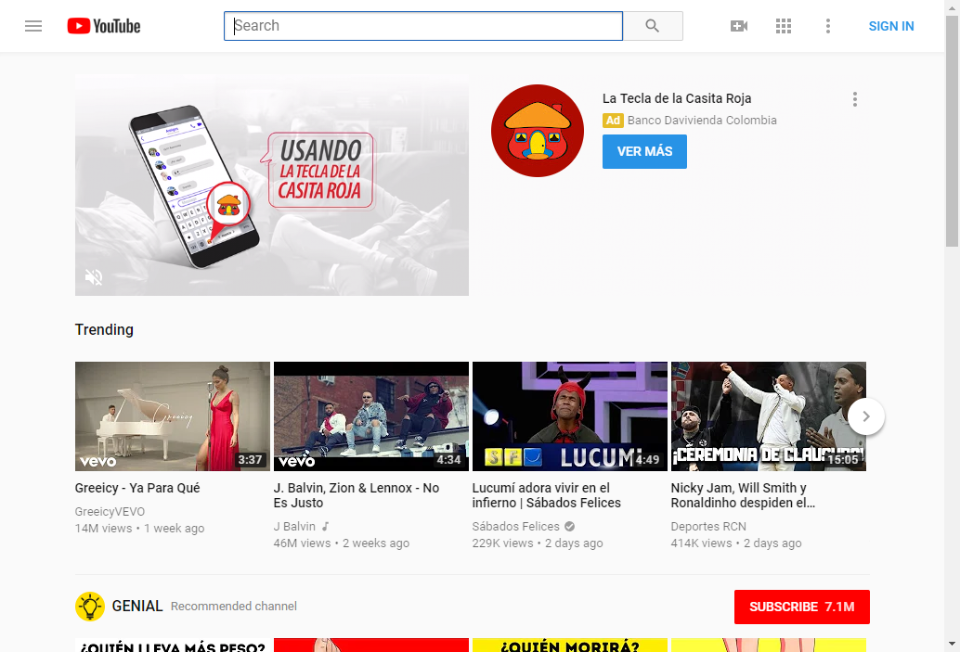 YouTube
Search
SIGN IN
USANDO
LA TECLA DE LA
CASITA ROJA
La Tecla de la Casita Roja
Ad Banco Davivienda Colombia
VER MÁS
Trending
Greeicy
vevo
3:37
vevo
4:34
SFC LUCUMÍ
4:49
¡CEREMONIA DE CLAUSURA!
15:05
Greeicy - Ya Para Qué
GreeicyVEVO
14M views • 1 week ago
J. Balvin, Zion & Lennox - No
Es Justo
J Balvin
46M views • 2 weeks ago
Lucumí adora vivir en el
infierno | Sábados Felices
Sábados Felices
229K views • 2 days ago
Nicky Jam, Will Smith y
Ronaldinho despiden el...
Deportes RCN
414K views • 2 days ago
GENIAL Recommended channel
SUBSCRIBE 7.1M
¿QUIÉN LLEVA MÁS PESO?
¿QUIÉN MORIRÁ?